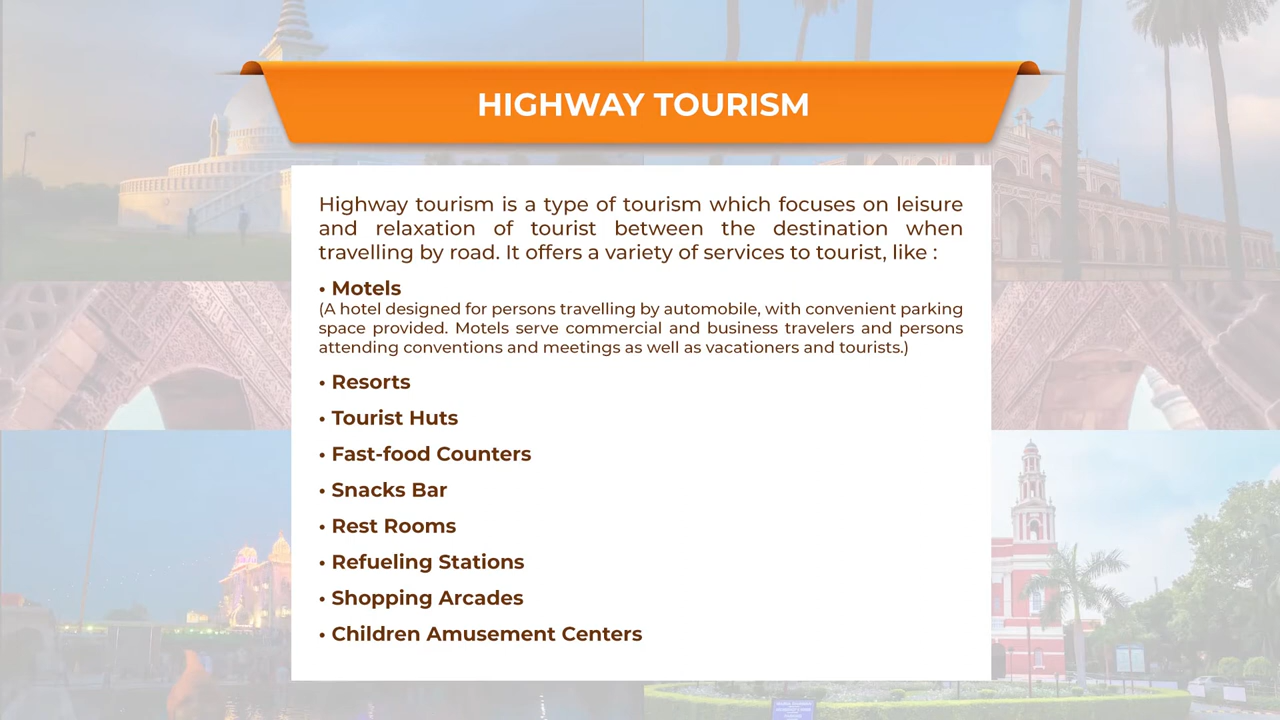 HIGHWAY TOURISM
Highway tourism is a type of tourism which focuses on leisure
and relaxation of tourist between the destination when
travelling by road. It offers a variety of services to tourist, like :
• Motels
(A hotel designed for persons travelling by automobile, with convenient parking
space provided. Motels serve commercial and business travelers and persons
attending conventions and meetings as well as vacationers and tourists.)
• Resorts
• Tourist Huts
• Fast-food Counters
• Snacks Bar
• Rest Rooms
• Refueling Stations
• Shopping Arcades
• Children Amusement Centers